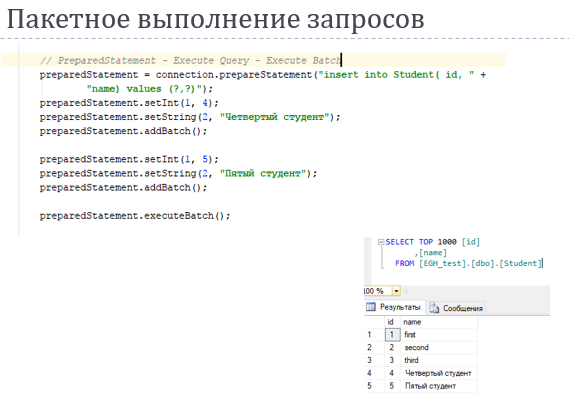 Пакетное выполнение запросов
// PreparedStatement - Execute Query - Execute Batch
preparedStatement = connection.prepareStatement("insert into Student( id, " +
"name) values (?,?)");
preparedStatement.setInt(1, 4);
preparedStatement.setString(2, "Четвертый студент");
preparedStatement.addBatch();
preparedStatement.setInt(1, 5);
preparedStatement.setString(2, "Пятый студент");
preparedStatement.addBatch();
preparedStatement.executeBatch();
SELECT TOP 1000 [id]
,[name]
FROM [EGH_test].[dbo].[Student]
100 %
Результаты Сообщения
id name
1 1 first
2 2 second
3 3 third
4 4 Четвертый студент
5 5 Пятый студент